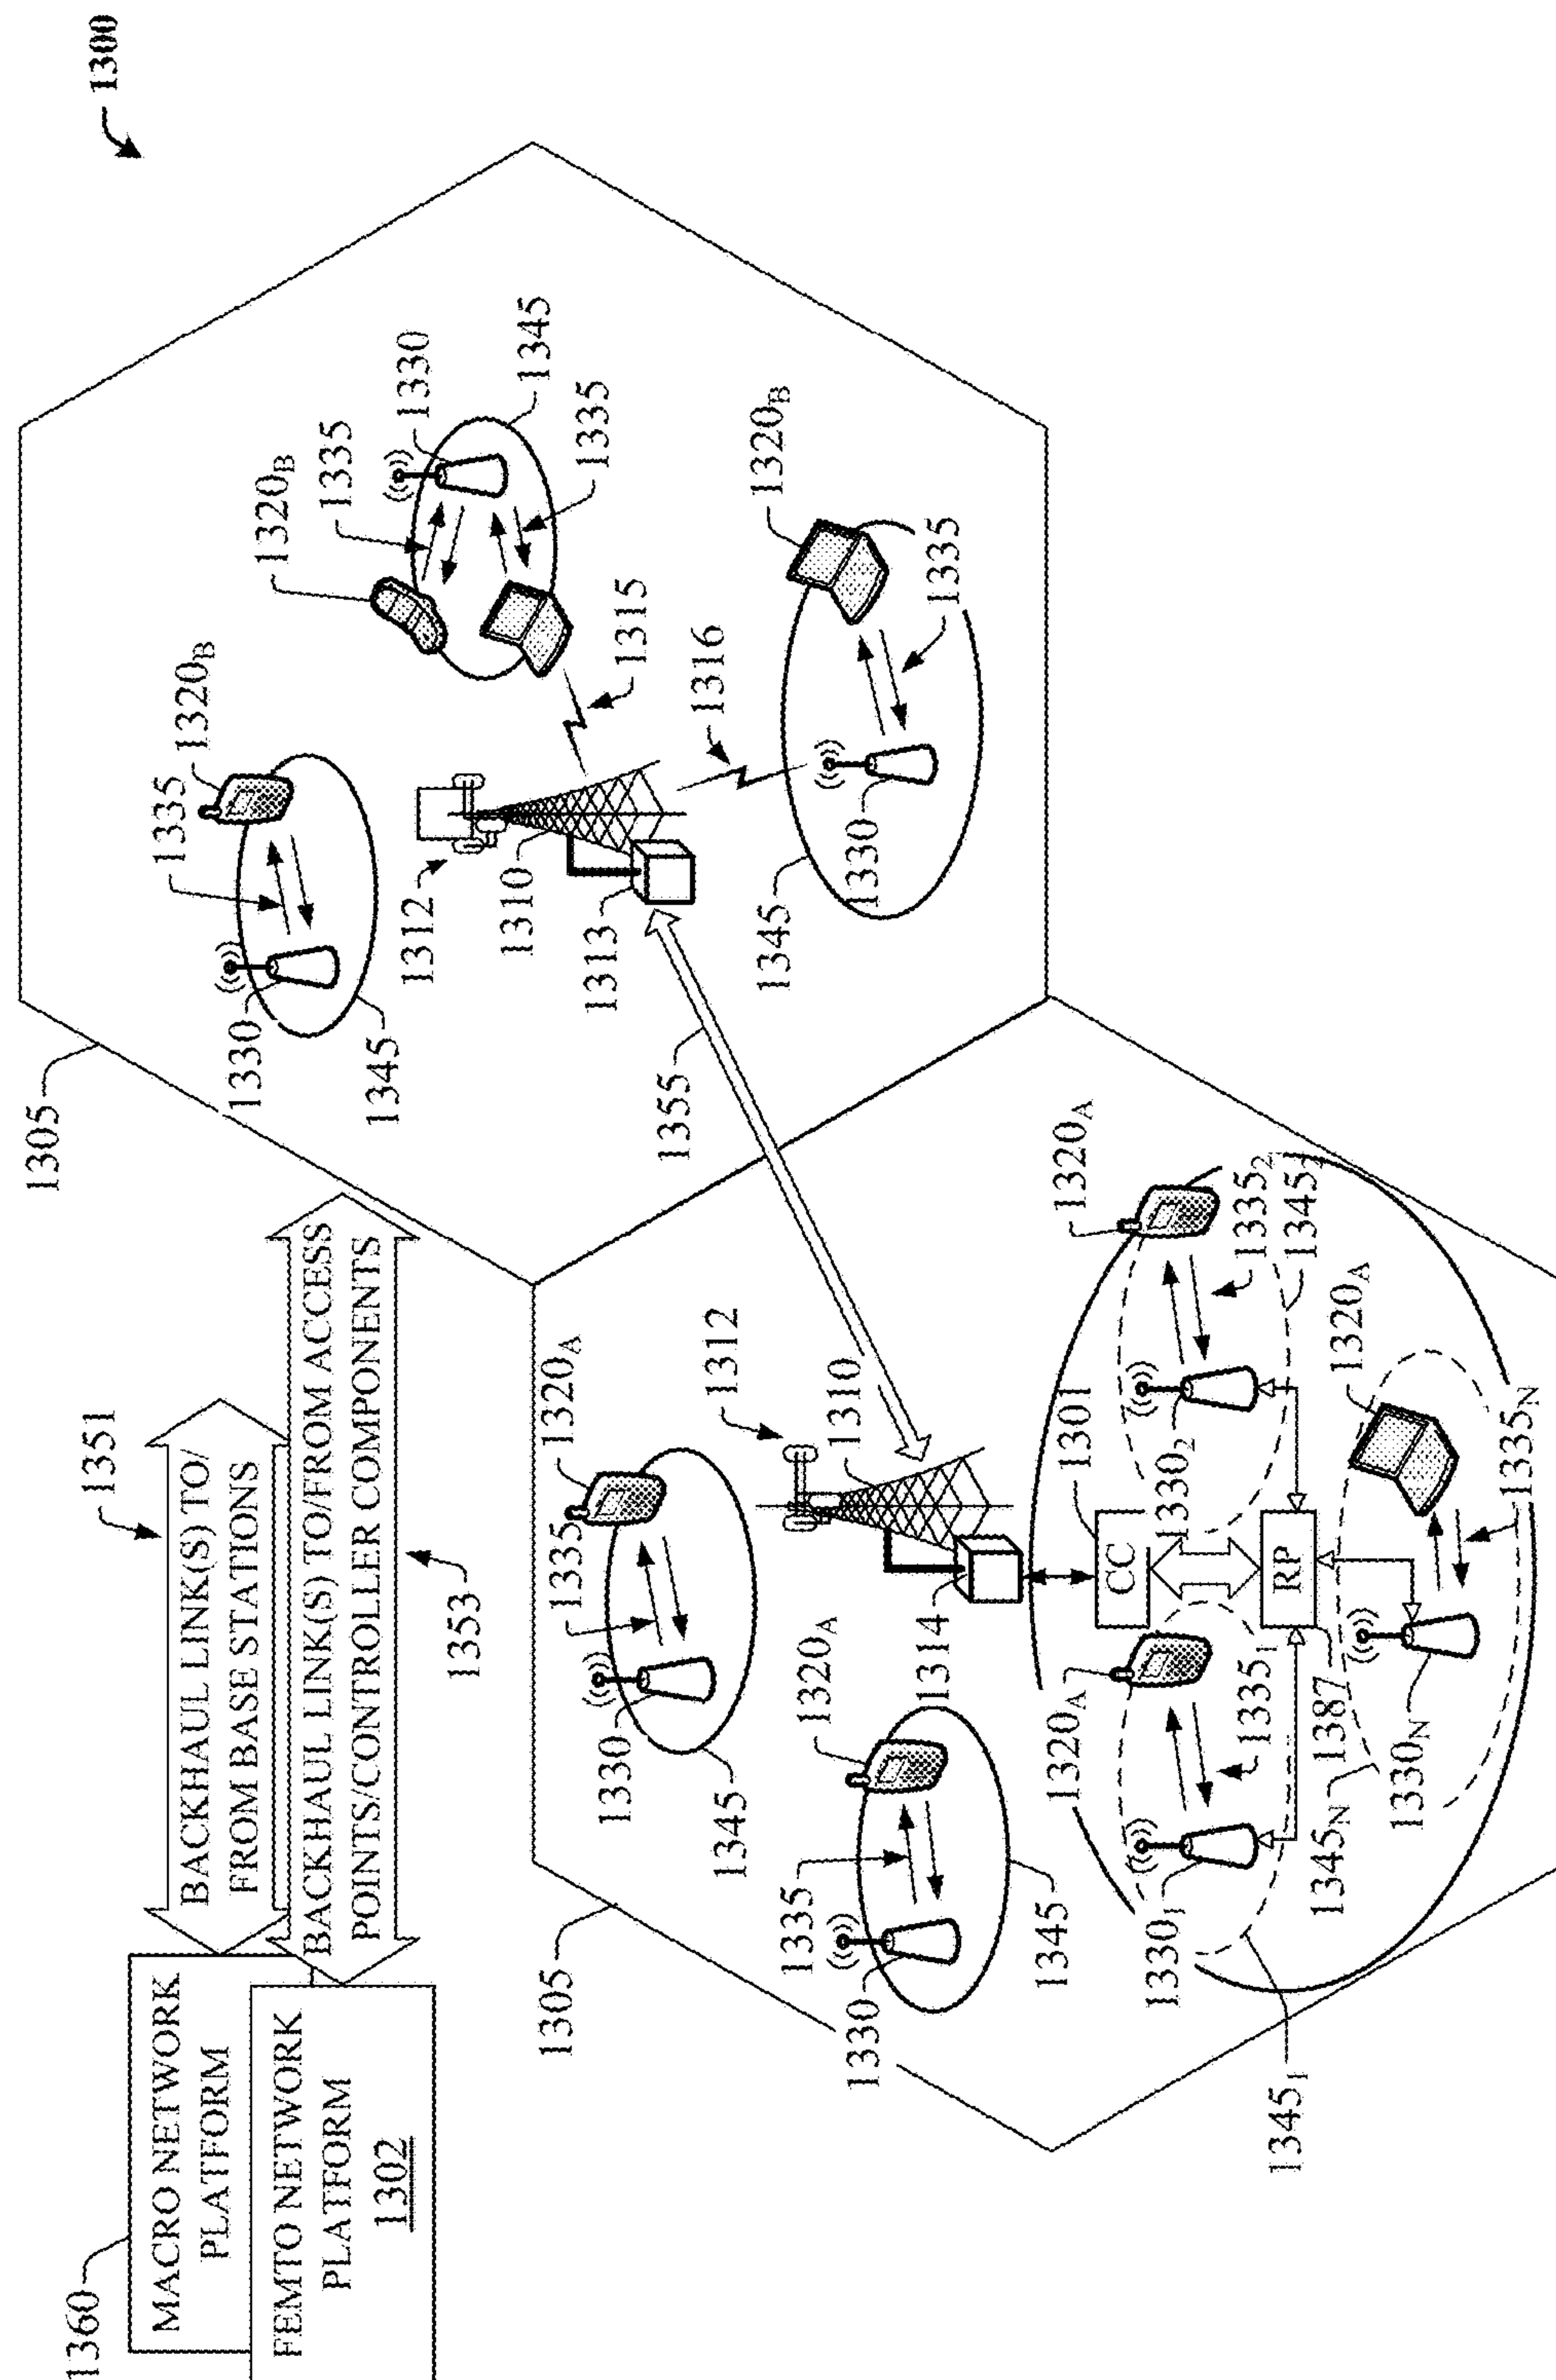 1300
1360
MACRO NETWORK
PLATFORM
FEMTO NETWORK
PLATFORM
1302
1351
BACKHAUL LINK(S) TO/
FROM BASE STATIONS
BACKHAUL LINK(S) TO/FROM ACCESS
POINTS/CONTROLLER COMPONENTS
1353
1305
1330
1335
1320B
1345
1312
1310
1313
1320B
1335
1330
1345
1335
1315
1316
1320B
1335
1330
1345
1355
1305
1320A
1335
1330
1345
1312
1310
1320A
1335
1330
1345
1314
1301
CC
RP
1387
1320A
13351
13301
13451
1320A
13352
13452
13302
1320A
1335N
1330N
1345N